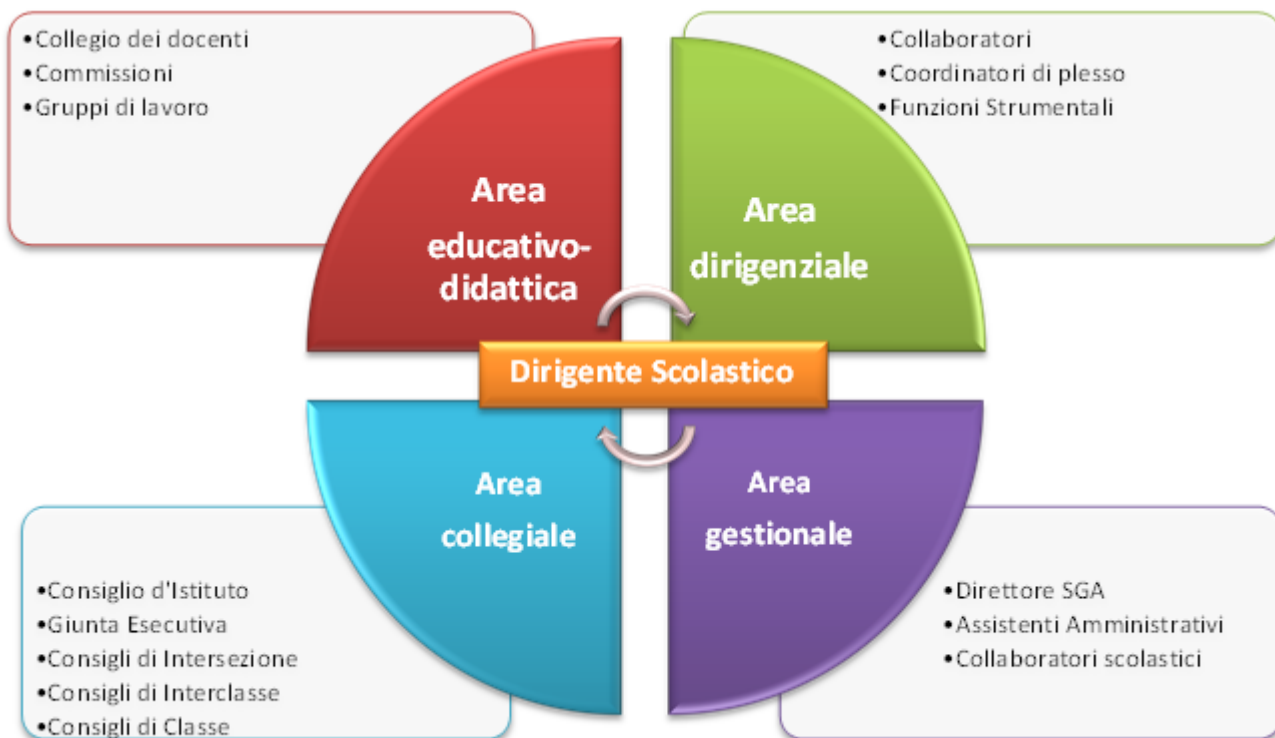 •Collegio dei docenti
•Commissioni
•Gruppi di lavoro
•Collaboratori
•Coordinatori di plesso
•Funzioni Strumentali
Area
educativo-
didattica
Area
dirigenziale
Dirigente Scolastico
Area
collegiale
Area
gestionale
•Consiglio d'Istituto
•Giunta Esecutiva
•Consigli di Intersezione
•Consigli di Interclasse
•Consigli di Classe
•Direttore SGA
•Assistenti Amministrativi
•Collaboratori scolastici